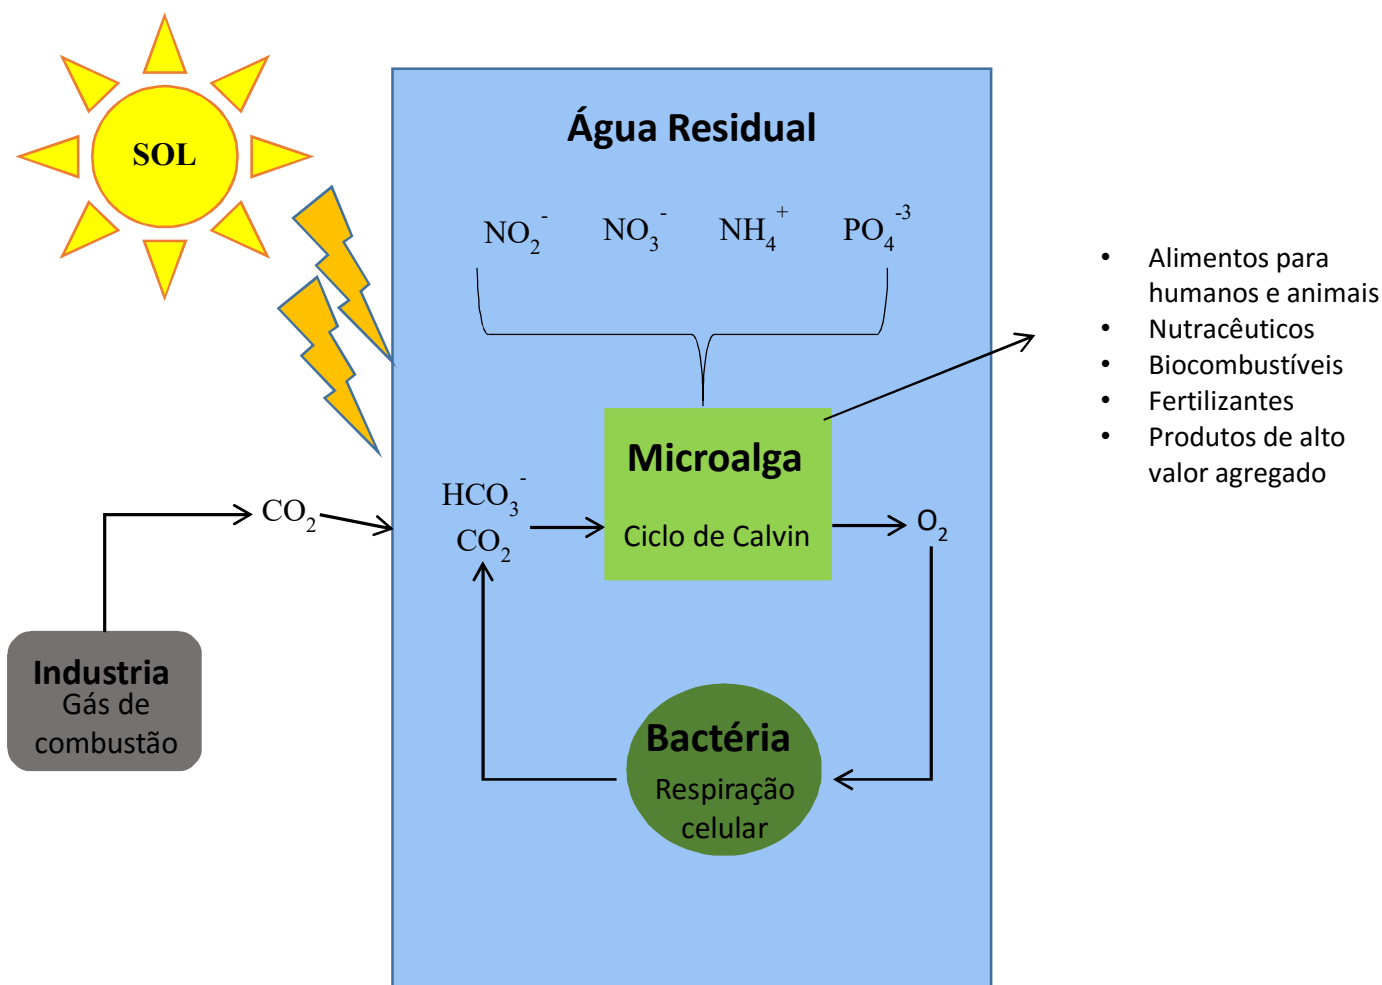 SOL
Água Residual
NO₂⁻ NO₃⁻ NH₄⁺ PO₄⁻³
• Alimentos para
humanos e animais
• Nutracêuticos
• Biocombustíveis
• Fertilizantes
• Produtos de alto
valor agregado
Microalga
Ciclo de Calvin
HCO₃⁻
CO₂
CO₂
O₂
Industria
Gás de
combustão
Bactéria
Respiração
celular